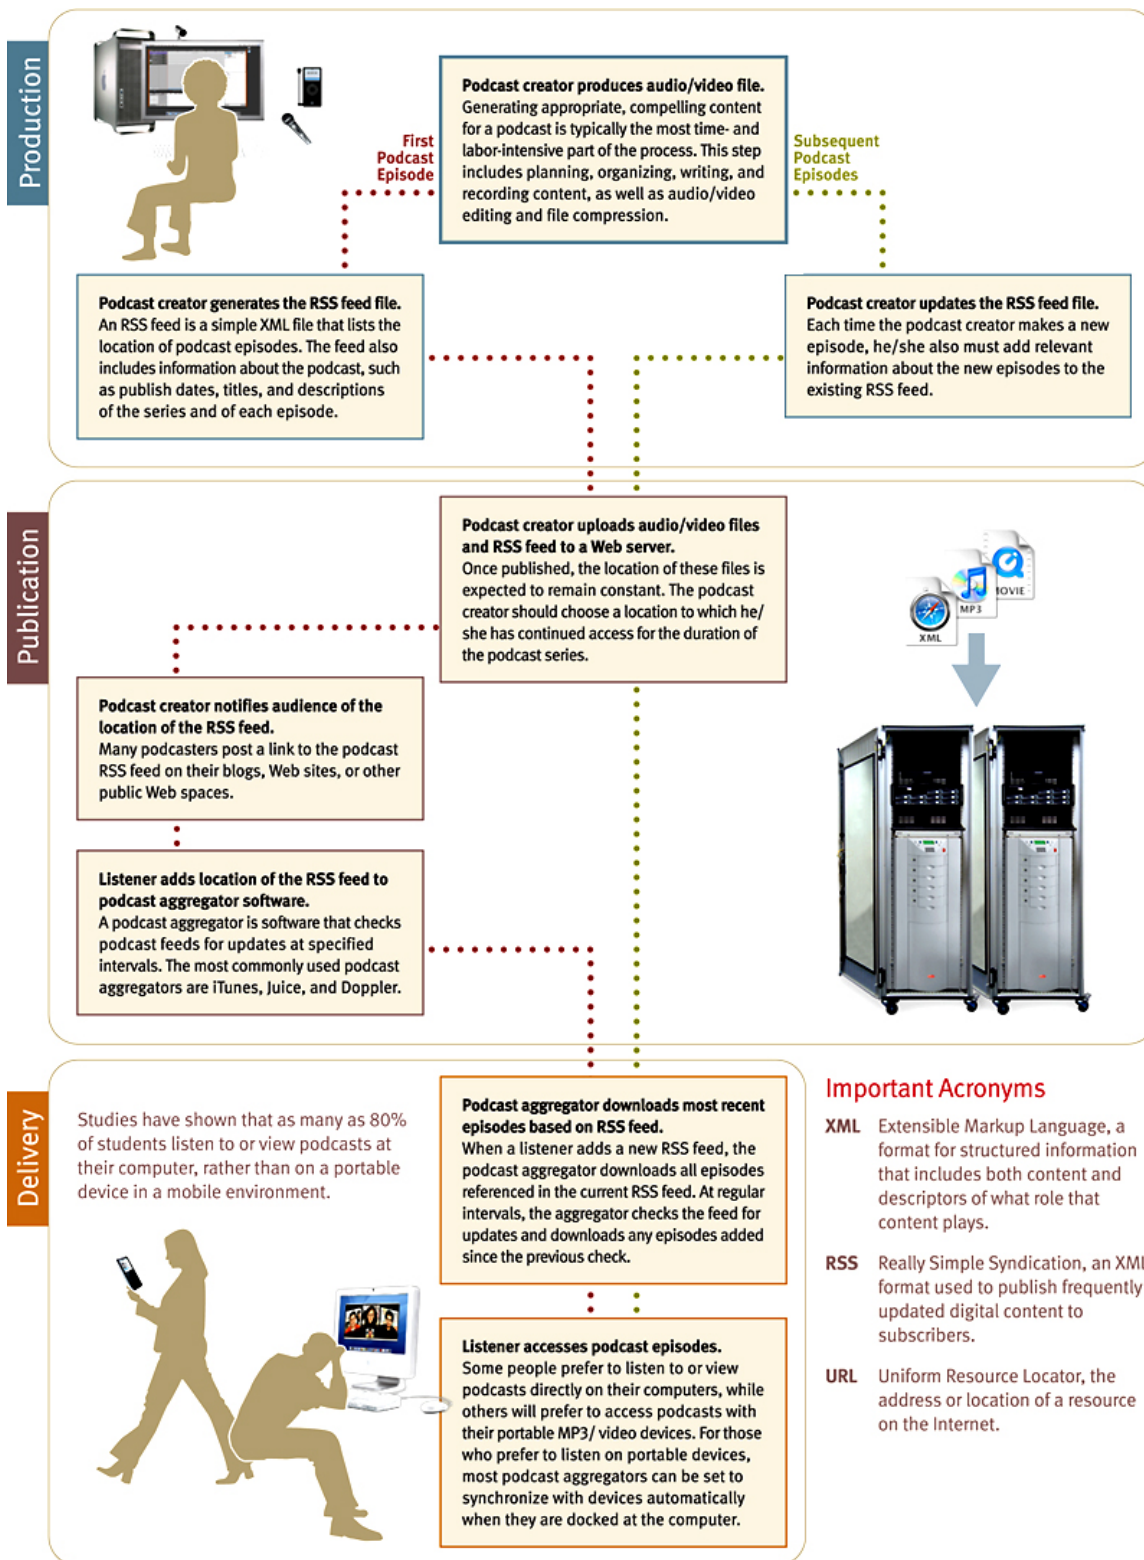 Production
Podcast creator produces audio/video file.
Generating appropriate, compelling content
for a podcast is typically the most time- and
labor-intensive part of the process. This step
includes planning, organizing, writing, and
recording content, as well as audio/video
editing and file compression.
First
Podcast
Episode
Subsequent
Podcast
Episodes
Podcast creator generates the RSS feed file.
An RSS feed is a simple XML file that lists the
location of podcast episodes. The feed also
includes information about the podcast, such
as publish dates, titles, and descriptions
of the series and of each episode.
Podcast creator updates the RSS feed file.
Each time the podcast creator makes a new
episode, he/she also must add relevant
information about the new episodes to the
existing RSS feed.
Publication
Podcast creator uploads audio/video files
and RSS feed to a Web server.
Once published, the location of these files is
expected to remain constant. The podcast
creator should choose a location to which he/
she has continued access for the duration of
the podcast series.
XML
MP3
MOVIE
Podcast creator notifies audience of the
location of the RSS feed.
Many podcasters post a link to the podcast
RSS feed on their blogs, Web sites, or other
public Web spaces.
Listener adds location of the RSS feed to
podcast aggregator software.
A podcast aggregator is software that checks
podcast feeds for updates at specified
intervals. The most commonly used podcast
aggregators are iTunes, Juice, and Doppler.
Delivery
Studies have shown that as many as 80%
of students listen to or view podcasts at
their computer, rather than on a portable
device in a mobile environment.
Podcast aggregator downloads most recent
episodes based on RSS feed.
When a listener adds a new RSS feed, the
podcast aggregator downloads all episodes
referenced in the current RSS feed. At regular
intervals, the aggregator checks the feed for
updates and downloads any episodes added
since the previous check.
Listener accesses podcast episodes.
Some people prefer to listen to or view
podcasts directly on their computers, while
others will prefer to access podcasts with
their portable MP3/ video devices. For those
who prefer to listen on portable devices,
most podcast aggregators can be set to
synchronize with devices automatically
when they are docked at the computer.
Important Acronyms
XML Extensible Markup Language, a
format for structured information
that includes both content and
descriptors of what role that
content plays.
RSS Really Simple Syndication, an XML
format used to publish frequently
updated digital content to
subscribers.
URL Uniform Resource Locator, the
address or location of a resource
on the Internet.